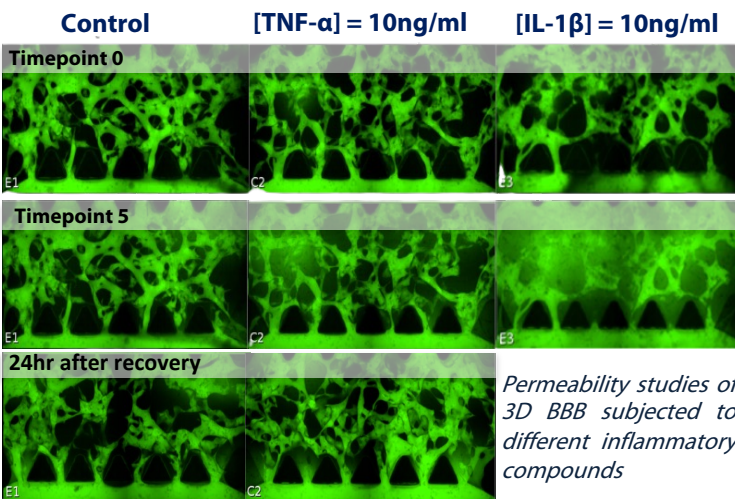 Control
[TNF-α] = 10ng/ml
[IL-1β] = 10ng/ml
Timepoint 0
E1
C2
E3
Timepoint 5
E1
C2
E3
24hr after recovery
E1
C2
Permeability studies of
3D BBB subjected to
different inflammatory
compounds